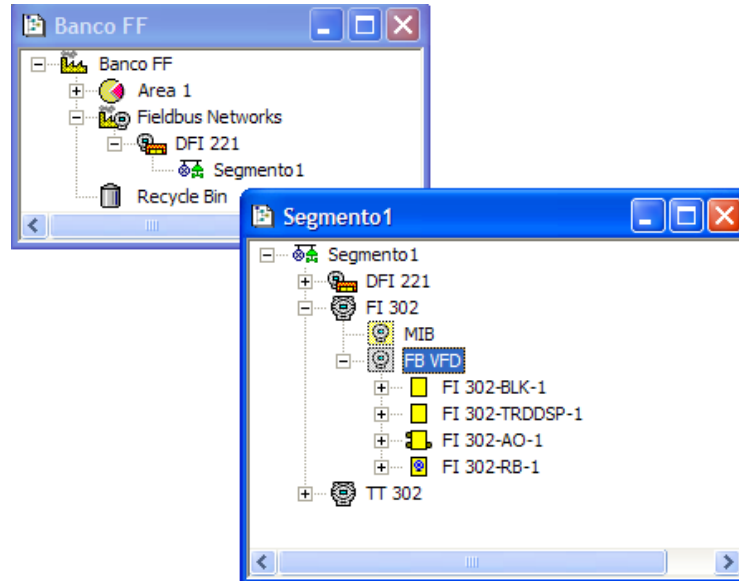 Banco FF
Banco FF
Area 1
Fieldbus Networks
DFI 221
Segmento1
Recycle Bin
Segmento1
Segmento1
DFI 221
FI 302
MIB
FB VFD
FI 302-BLK-1
FI 302-TRDDSP-1
FI 302-AO-1
FI 302-RB-1
TT 302